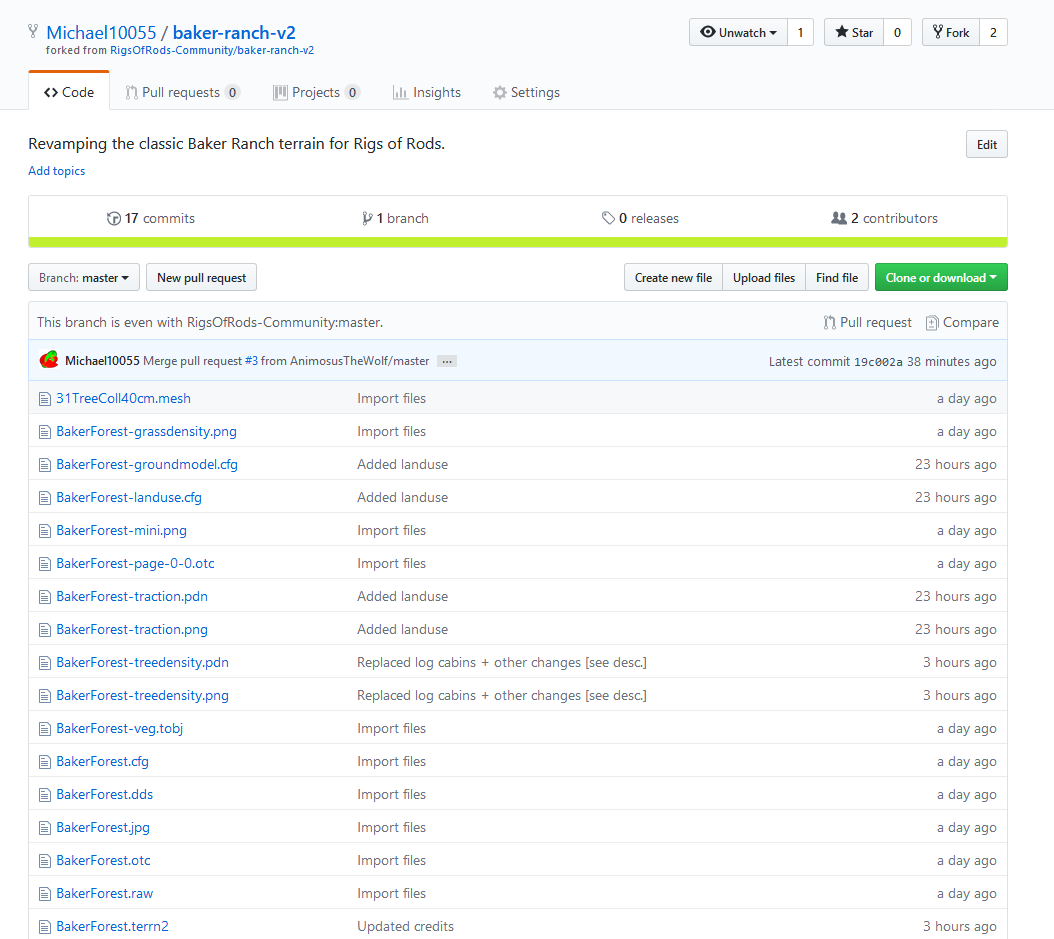 Michael10055 / baker-ranch-v2
forked from RigsOfRods-Community/baker-ranch-v2
Unwatch 1 Star 0 Fork 2
Code Pull requests 0 Projects 0 Insights Settings
Revamping the classic Baker Ranch terrain for Rigs of Rods. Edit
Add topics
17 commits 1 branch 0 releases 2 contributors
Branch: master New pull request Create new file Upload files Find file Clone or download
This branch is even with RigsOfRods-Community:master. Pull request Compare
Michael10055 Merge pull request #3 from AnimosusTheWolf/master ... Latest commit 19c002a 38 minutes ago
31TreeColl40cm.mesh Import files a day ago
BakerForest-grassdensity.png Import files a day ago
BakerForest-groundmodel.cfg Added landuse 23 hours ago
BakerForest-landuse.cfg Added landuse 23 hours ago
BakerForest-mini.png Import files a day ago
BakerForest-page-0-0.otc Import files a day ago
BakerForest-traction.pdn Added landuse 23 hours ago
BakerForest-traction.png Added landuse 23 hours ago
BakerForest-treedensity.pdn Replaced log cabins + other changes [see desc.] 3 hours ago
BakerForest-treedensity.png Replaced log cabins + other changes [see desc.] 3 hours ago
BakerForest-veg.tobj Import files a day ago
BakerForest.cfg Import files a day ago
BakerForest.dds Import files a day ago
BakerForest.jpg Import files a day ago
BakerForest.otc Import files a day ago
BakerForest.raw Import files a day ago
BakerForest.terrn2 Updated credits 3 hours ago